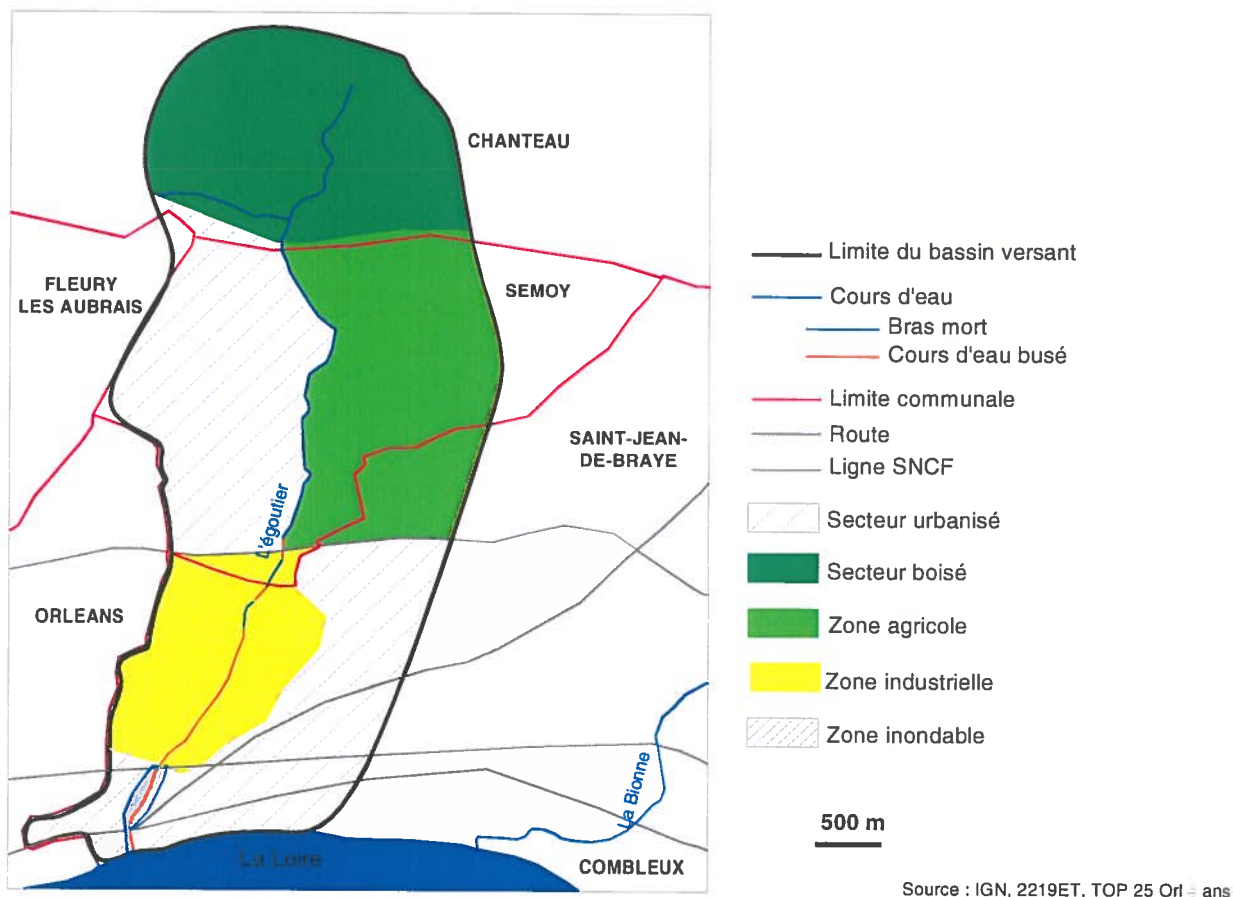 CHANTEAU
FLEURY
LES AUBRAIS
SEMOY
SAINT-JEAN-
DE-BRAYE
L'égoutier
ORLEANS
La Bionne
La Loire
COMBLEUX
Limite du bassin versant
Cours d'eau
Bras mort
Cours d'eau busé
Limite communale
Route
Ligne SNCF
Secteur urbanisé
Secteur boisé
Zone agricole
Zone industrielle
Zone inondable
500 m
Source : IGN, 2219ET, TOP 25 Orl ans